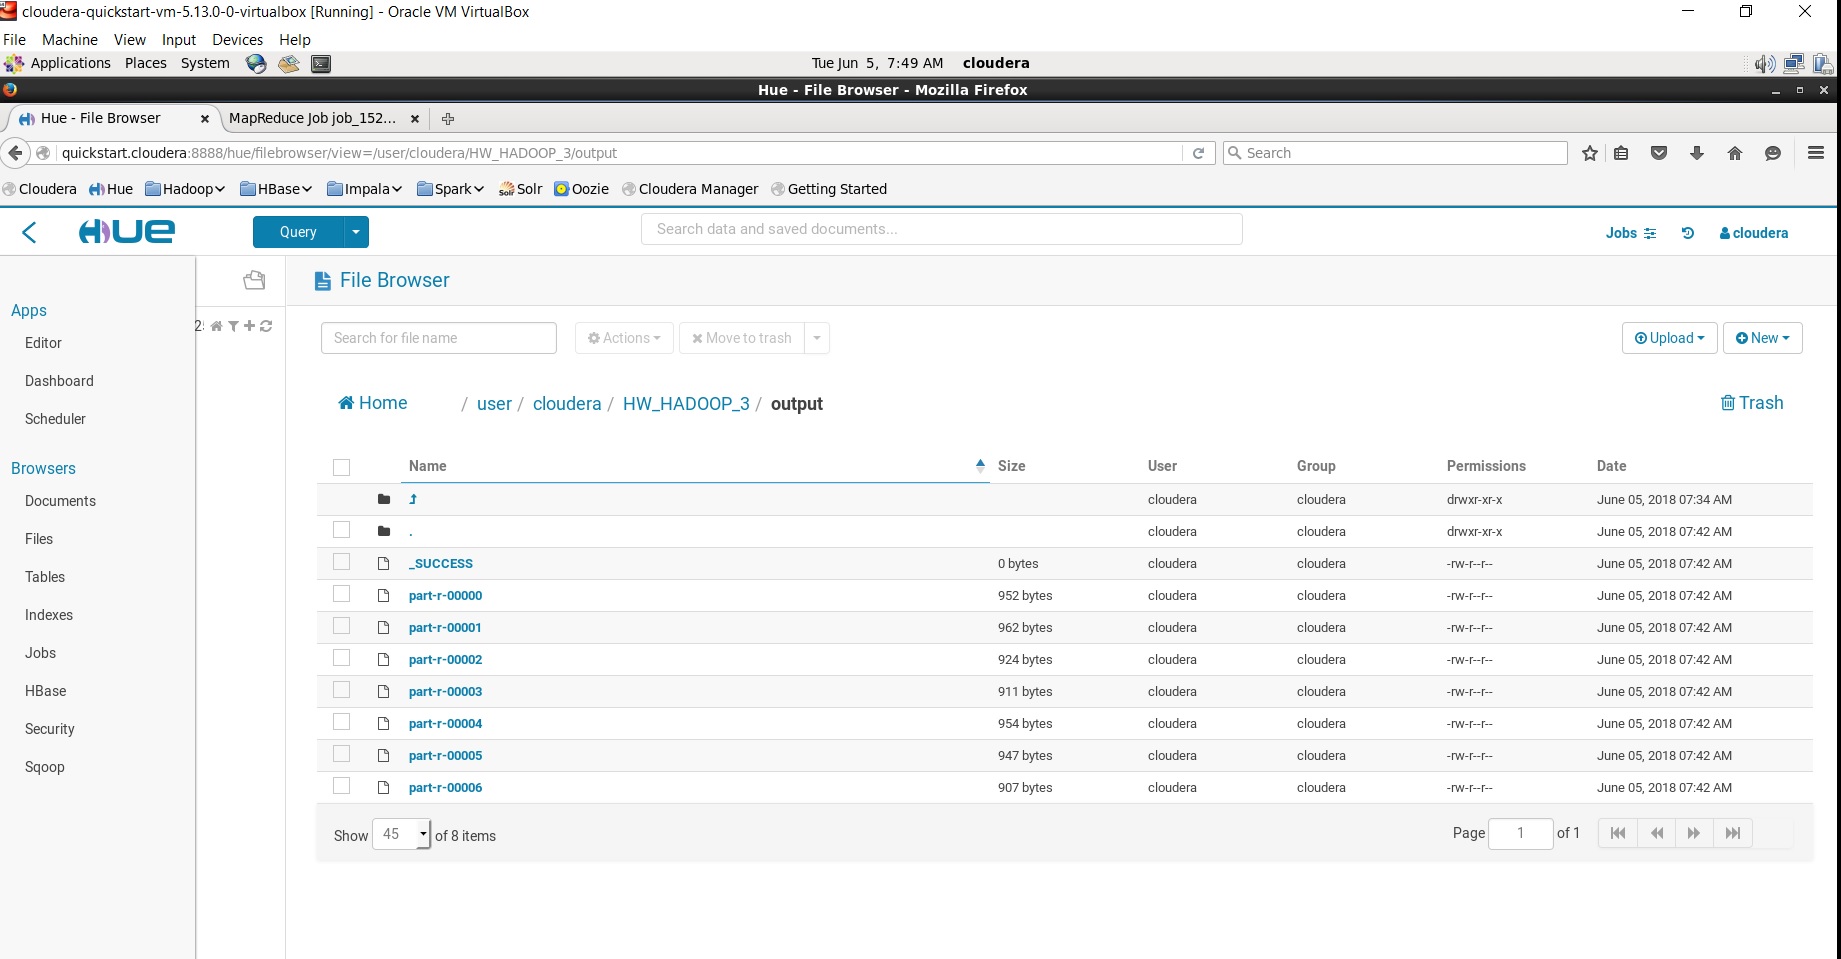 cloudera-quickstart-vm-5.13.0-0-virtualbox [Running] - Oracle VM VirtualBox
File Machine View Input Devices Help
Applications Places System Tue Jun 5, 7:49 AM cloudera
Hue - File Browser - Mozilla Firefox
Hue - File Browser MapReduce Job job_152...
quickstart.cloudera:8888/hue/filebrowser/view=/user/cloudera/HW_HADOOP_3/output Search
Cloudera Hue Hadoop HBase Impala Spark Solr Oozie Cloudera Manager Getting Started
HUE Query Search data and saved documents... Jobs cloudera
File Browser
Apps
Editor
Dashboard
Scheduler
Browsers
Documents
Files
Tables
Indexes
Jobs
HBase
Security
Sqoop
Search for file name Actions Move to trash Upload New
Home / user / cloudera / HW_HADOOP_3 / output Trash
Name Size User Group Permissions Date
cloudera cloudera drwxr-xr-x June 05, 2018 07:34 AM
. cloudera cloudera drwxr-xr-x June 05, 2018 07:42 AM
_SUCCESS 0 bytes cloudera cloudera -rw-r--r-- June 05, 2018 07:42 AM
part-r-00000 952 bytes cloudera cloudera -rw-r--r-- June 05, 2018 07:42 AM
part-r-00001 962 bytes cloudera cloudera -rw-r--r-- June 05, 2018 07:42 AM
part-r-00002 924 bytes cloudera cloudera -rw-r--r-- June 05, 2018 07:42 AM
part-r-00003 911 bytes cloudera cloudera -rw-r--r-- June 05, 2018 07:42 AM
part-r-00004 954 bytes cloudera cloudera -rw-r--r-- June 05, 2018 07:42 AM
part-r-00005 947 bytes cloudera cloudera -rw-r--r-- June 05, 2018 07:42 AM
part-r-00006 907 bytes cloudera cloudera -rw-r--r-- June 05, 2018 07:42 AM
Show 45 of 8 items Page 1 of 1